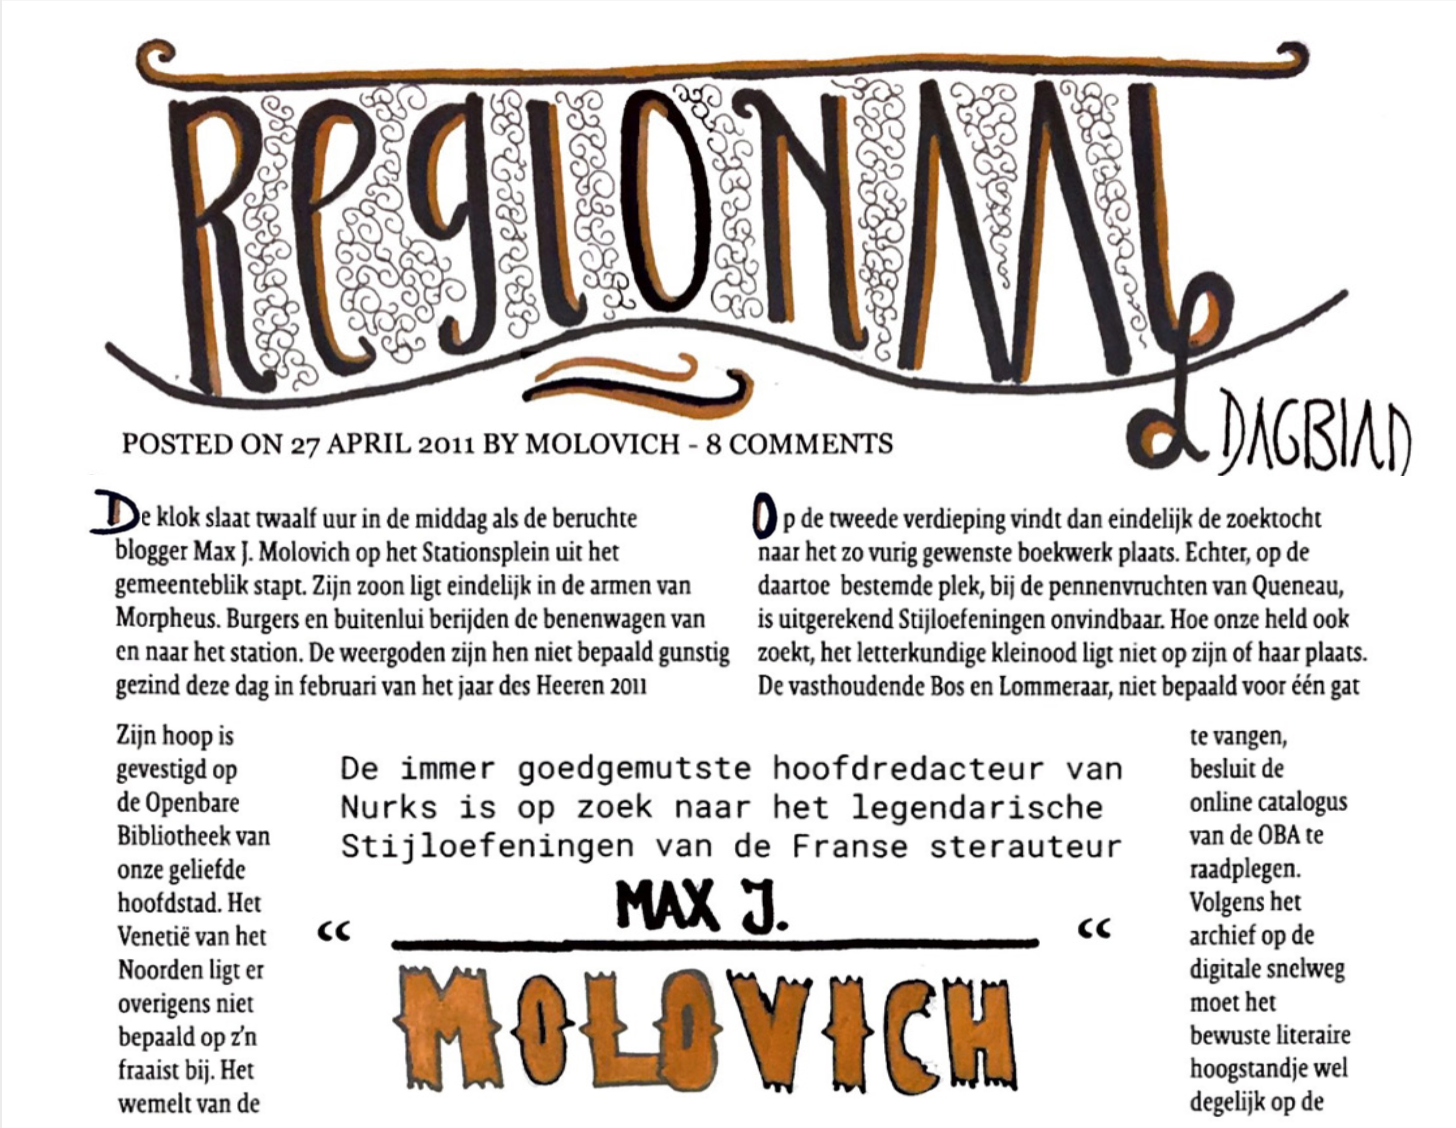 RegIONAAL
DAGBLAD
POSTED ON 27 APRIL 2011 BY MOLOVICH - 8 COMMENTS
De klok slaat twaalf uur in de middag als de beruchte
blogger Max J. Molovich op het Stationsplein uit het
gemeenteblik stapt. Zijn zoon ligt eindelijk in de armen van
Morpheus. Burgers en buitenlui berijden de benenwagen van
en naar het station. De weergoden zijn hen niet bepaald gunstig
gezind deze dag in februari van het jaar des Heeren 2011
Zijn hoop is
gevestigd op
de Openbare
Bibliotheek van
onze geliefde
hoofdstad. Het
Venetië van het
Noorden ligt er
overigens niet
bepaald op z'n
fraaist bij. Het
wemelt van de
De immer goedgemutste hoofdredacteur van
Nurks is op zoek naar het legendarische
Stijloefeningen van de Franse sterauteur
“ MAX J. “
MOLOVICH
Op de tweede verdieping vindt dan eindelijk de zoektocht
naar het zo vurig gewenste boekwerk plaats. Echter, op de
daartoe bestemde plek, bij de pennenvruchten van Queneau,
is uitgerekend Stijloefeningen onvindbaar. Hoe onze held ook
zoekt, het letterkundige kleinood ligt niet op zijn of haar plaats.
De vasthoudende Bos en Lommeraar, niet bepaald voor één gat
te vangen,
besluit de
online catalogus
van de OBA te
raadplegen.
Volgens het
archief op de
digitale snelweg
moet het
bewuste literaire
hoogstandje wel
degelijk op de